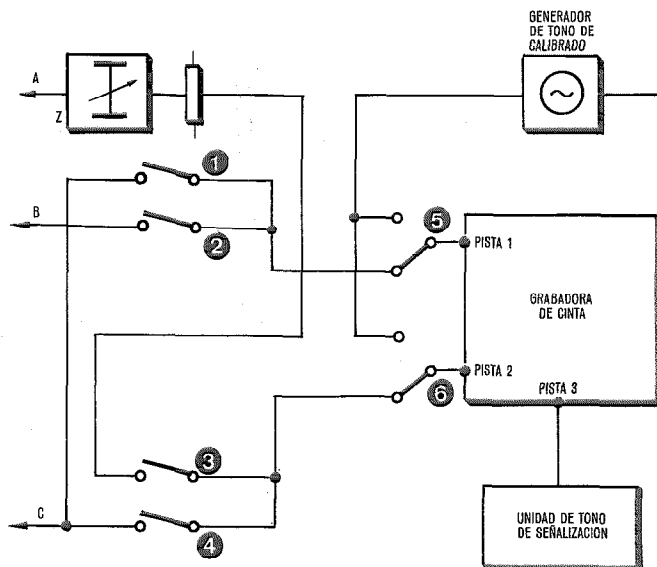 GENERADOR
DE TONO DE
CALIBRADO
A
Z
1
B
2
5
PISTA 1
GRABADORA
DE CINTA
PISTA 2
PISTA 3
6
3
C
4
UNIDAD DE TONO
DE SEÑALIZACION